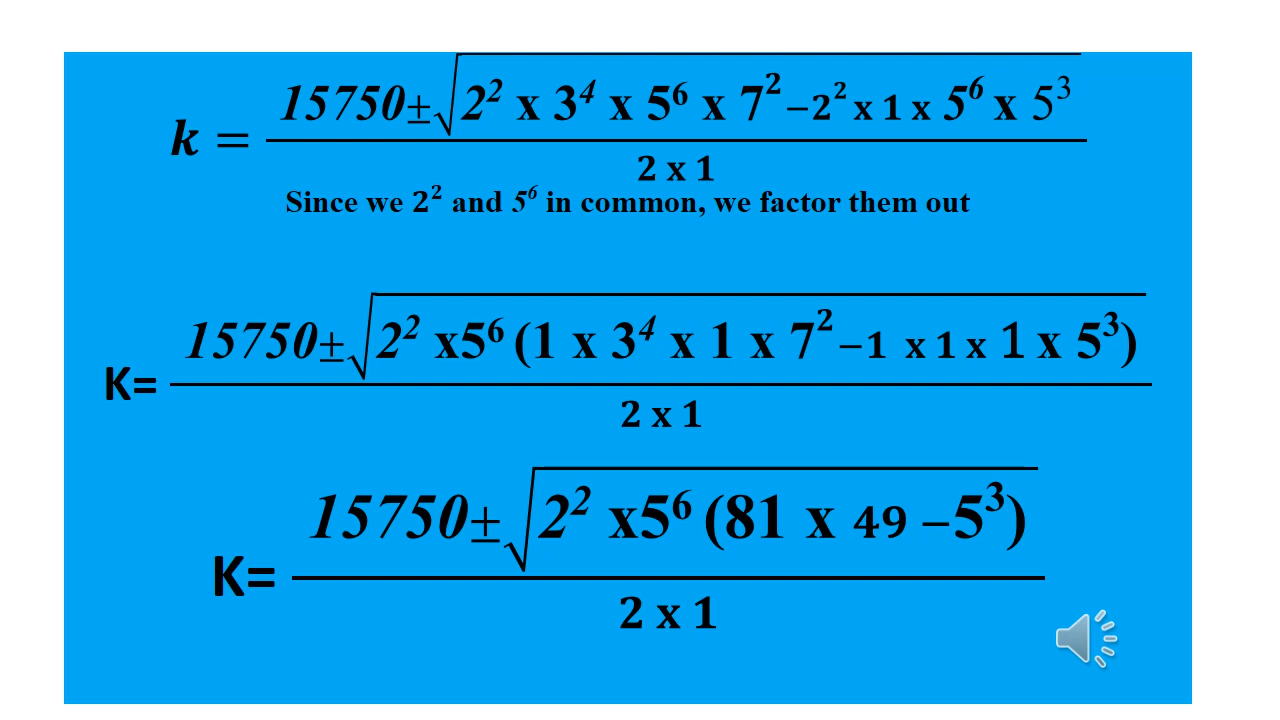 k = (15750±√(2² x 3⁴ x 5⁶ x 7² –2² x 1 x 5⁶ x 5³))/(2 x 1)
Since we 2² and 5⁶ in common, we factor them out
K= (15750±√(2² x5⁶ (1 x 3⁴ x 1 x 7² –1 x 1 x 1 x 5³)))/(2 x 1)
K= (15750±√(2² x5⁶ (81 x 49 –5³)))/(2 x 1)